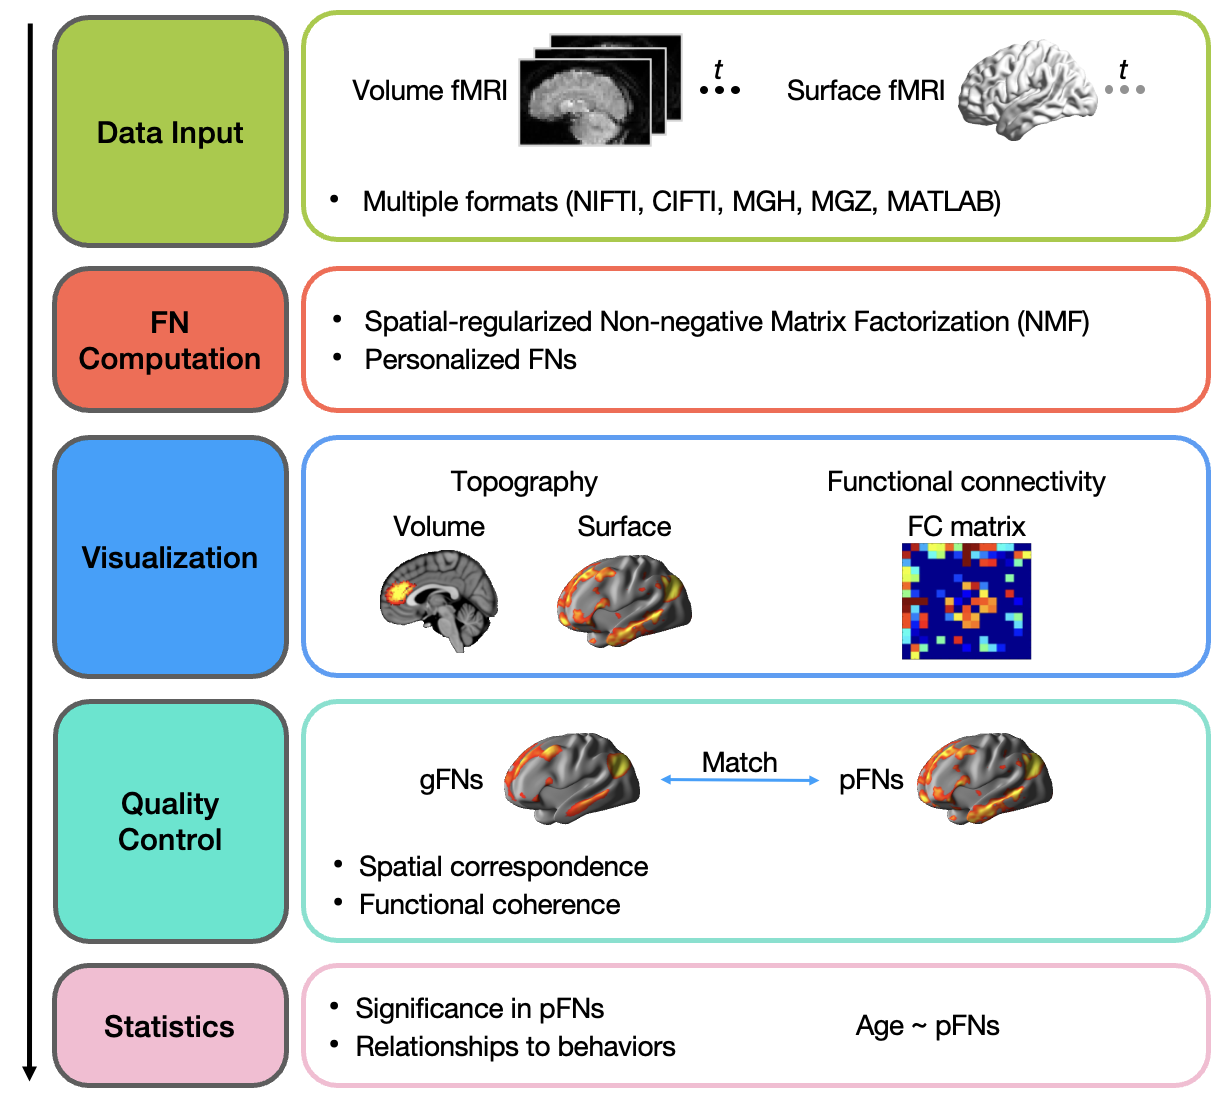 Data Input
Volume fMRI
t
Surface fMRI
t
• Multiple formats (NIFTI, CIFTI, MGH, MGZ, MATLAB)
FN
Computation
• Spatial-regularized Non-negative Matrix Factorization (NMF)
• Personalized FNs
Visualization
Topography
Volume
Surface
Functional connectivity
FC matrix
Quality
Control
gFNs
Match
pFNs
• Spatial correspondence
• Functional coherence
Statistics
• Significance in pFNs
• Relationships to behaviors
Age ~ pFNs